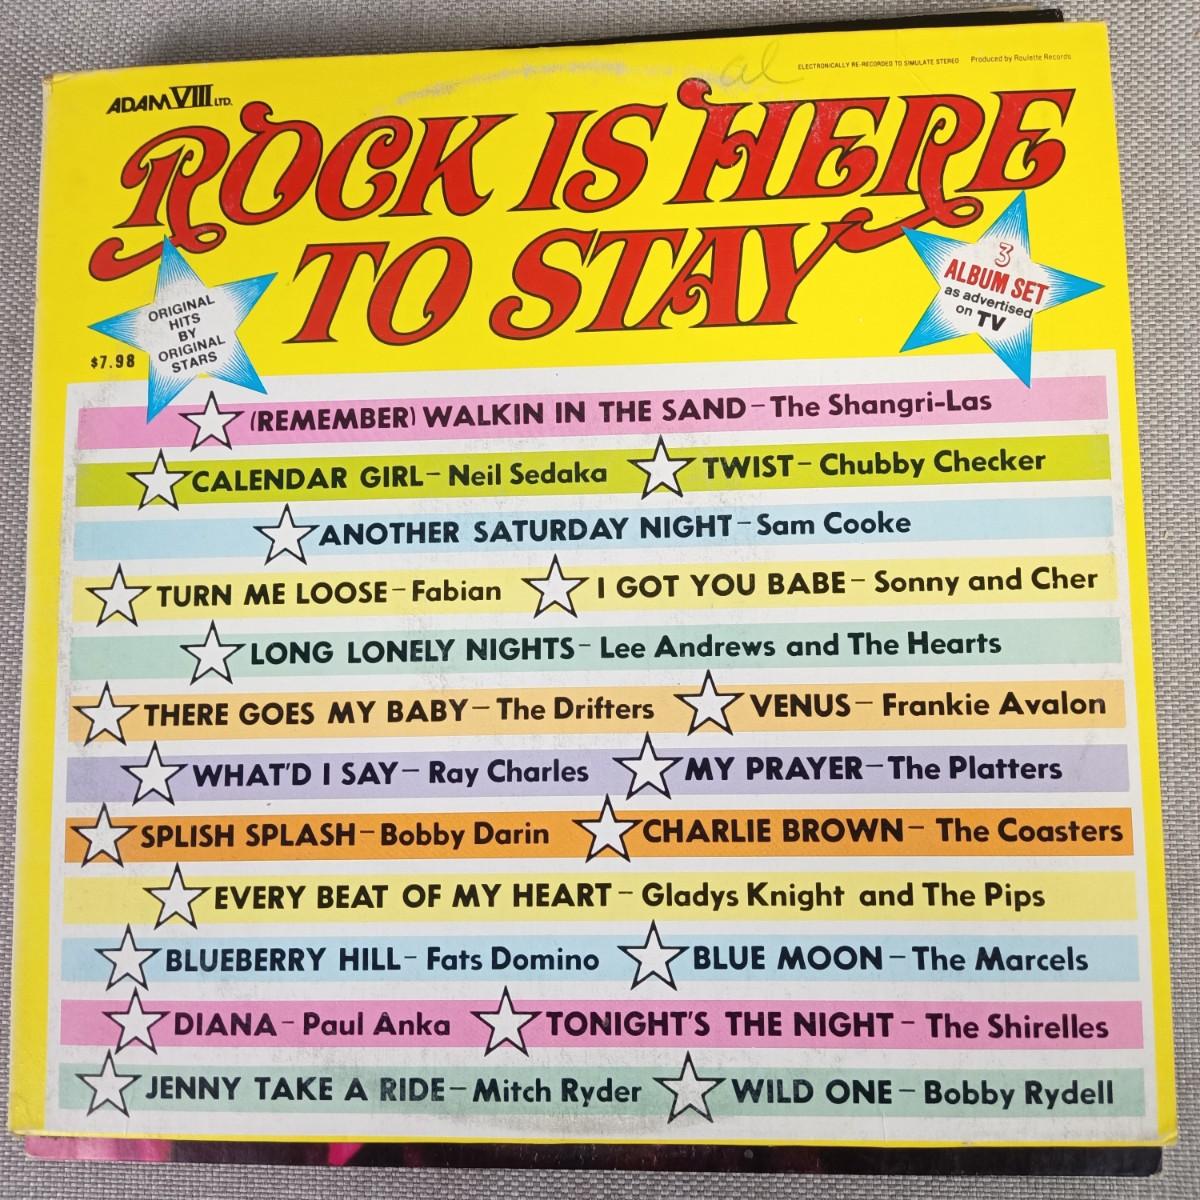 al
ELECTRONICALLY RE-RECORDED TO SIMULATE STEREO Produced by Roulette Records
ADAM VIII LTD.
ROCK IS HERE
TO STAY
ORIGINAL
HITS
BY
ORIGINAL
STARS
$7.98
3
ALBUM SET
as advertised
on TV
(REMEMBER) WALKIN IN THE SAND – The Shangri-Las
CALENDAR GIRL – Neil Sedaka TWIST – Chubby Checker
ANOTHER SATURDAY NIGHT – Sam Cooke
TURN ME LOOSE – Fabian I GOT YOU BABE – Sonny and Cher
LONG LONELY NIGHTS – Lee Andrews and The Hearts
THERE GOES MY BABY – The Drifters VENUS – Frankie Avalon
WHAT'D I SAY – Ray Charles MY PRAYER – The Platters
SPLISH SPLASH – Bobby Darin CHARLIE BROWN – The Coasters
EVERY BEAT OF MY HEART – Gladys Knight and The Pips
BLUEBERRY HILL – Fats Domino BLUE MOON – The Marcels
DIANA – Paul Anka TONIGHT'S THE NIGHT – The Shirelles
JENNY TAKE A RIDE – Mitch Ryder WILD ONE – Bobby Rydell